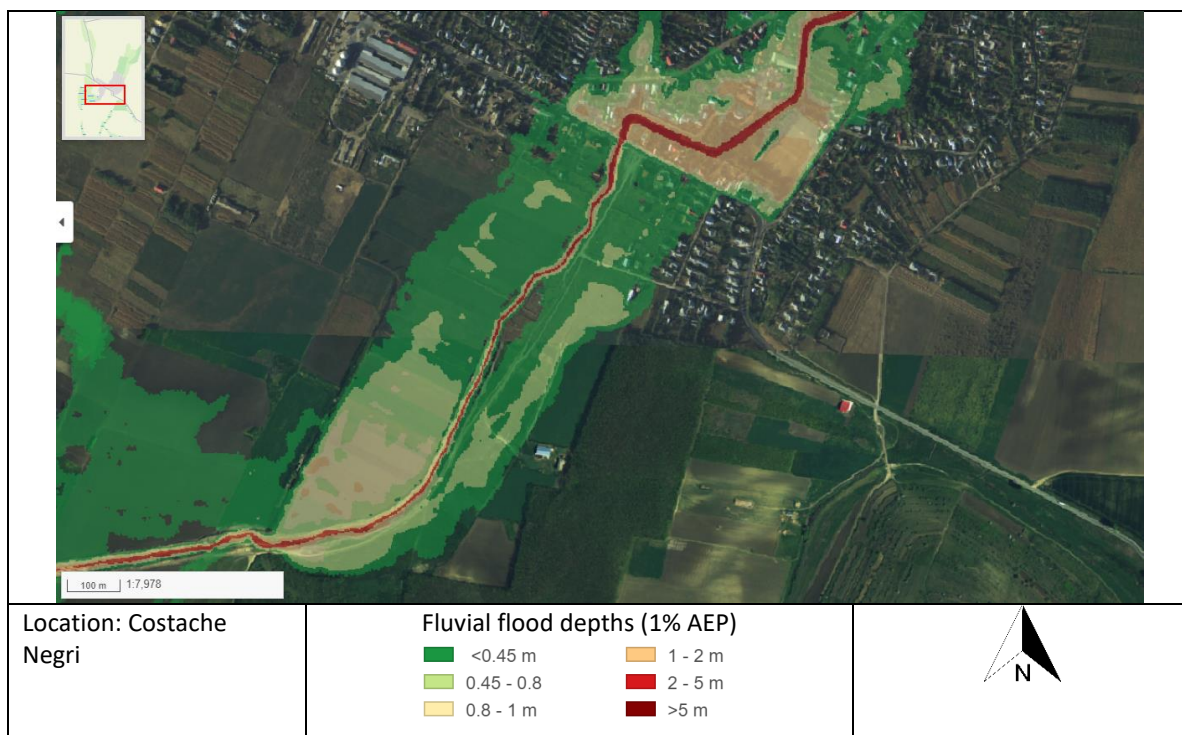 100 m 1:7,978
Location: Costache
Negri
Fluvial flood depths (1% AEP)
<0.45 m
0.45 - 0.8
0.8 - 1 m
1 - 2 m
2 - 5 m
>5 m
N